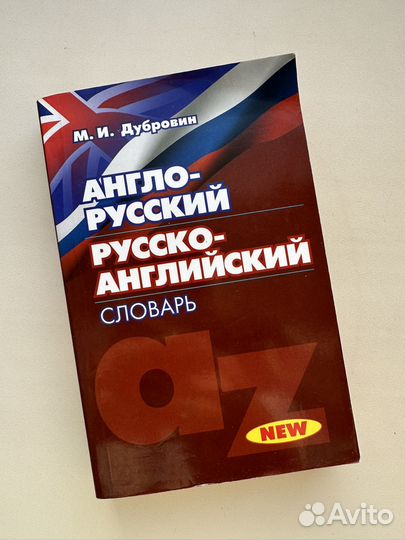 М. И. Дубровин
АНГЛО-
РУССКИЙ
РУССКО-
АНГЛИЙСКИЙ
СЛОВАРЬ
az
NEW
Avito